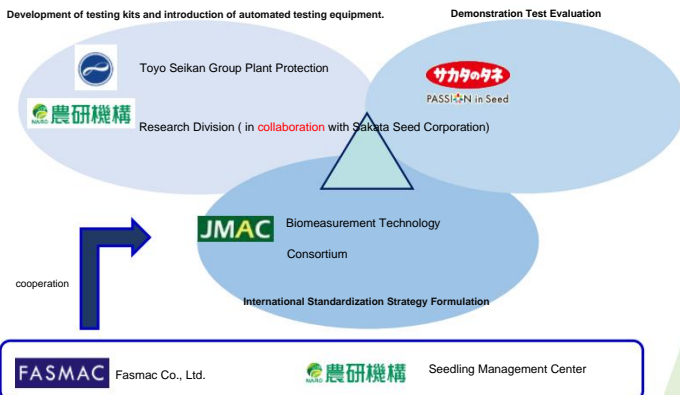 Development of testing kits and introduction of automated testing equipment.
Demonstration Test Evaluation
Toyo Seikan Group Plant Protection
サカタのタネ
PASSION in Seed
NARO 農研機構
Research Division ( in collaboration with Sakata Seed Corporation)
JMAC
Biomeasurement Technology
Consortium
cooperation
International Standardization Strategy Formulation
FASMAC
Fasmac Co., Ltd.
NARO 農研機構
Seedling Management Center